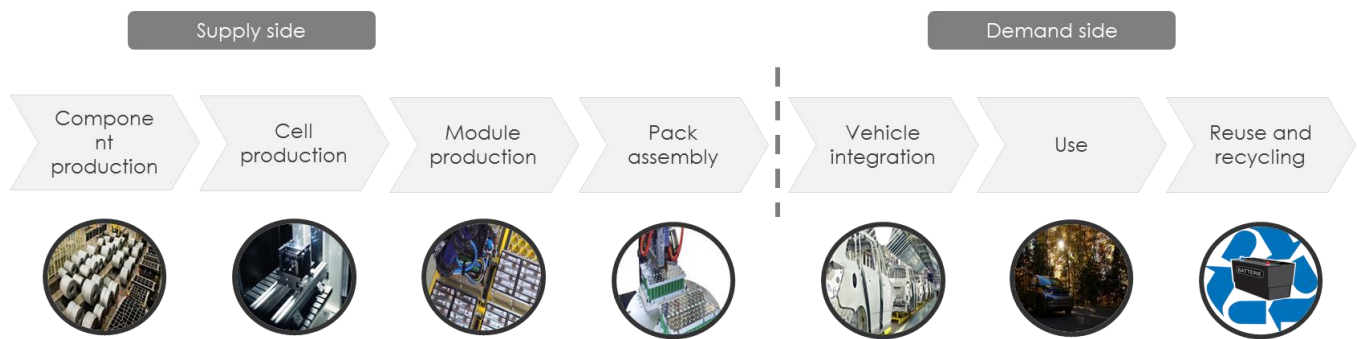 Supply side
Demand side
Compone
nt
production
Cell
production
Module
production
Pack
assembly
Vehicle
integration
Use
Reuse and
recycling
BATTERIE